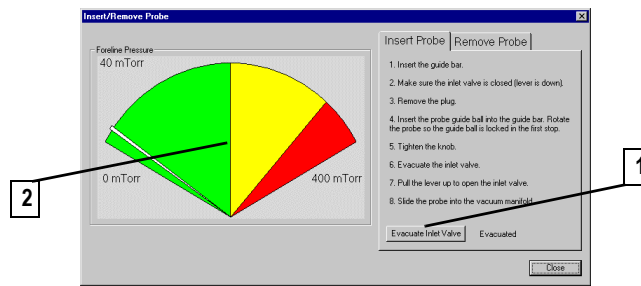 Insert/Remove Probe
Foreline Pressure
40 mTorr
0 mTorr
400 mTorr
Insert Probe
Remove Probe
1. Insert the guide bar.
2. Make sure the inlet valve is closed (lever is down).
3. Remove the plug.
4. Insert the probe guide ball into the guide bar. Rotate
the probe so the guide ball is locked in the first stop.
5. Tighten the knob.
6. Evacuate the inlet valve.
7. Pull the lever up to open the inlet valve.
8. Slide the probe into the vacuum manifold.
Evacuate Inlet Valve
Evacuated
Close
1
2